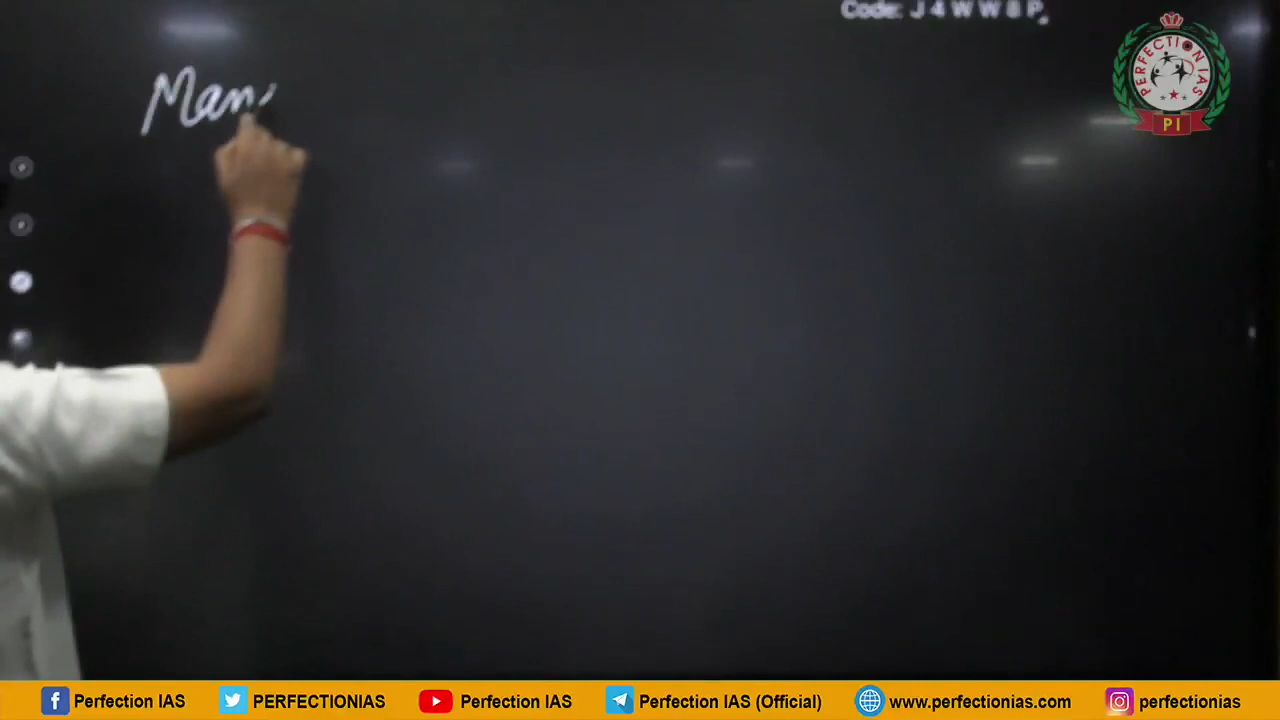 Code: J 4 W W 8 P
Man
PERFECTION IAS
PI
Perfection IAS PERFECTIONIAS Perfection IAS Perfection IAS (Official) www.perfectionias.com perfectionias